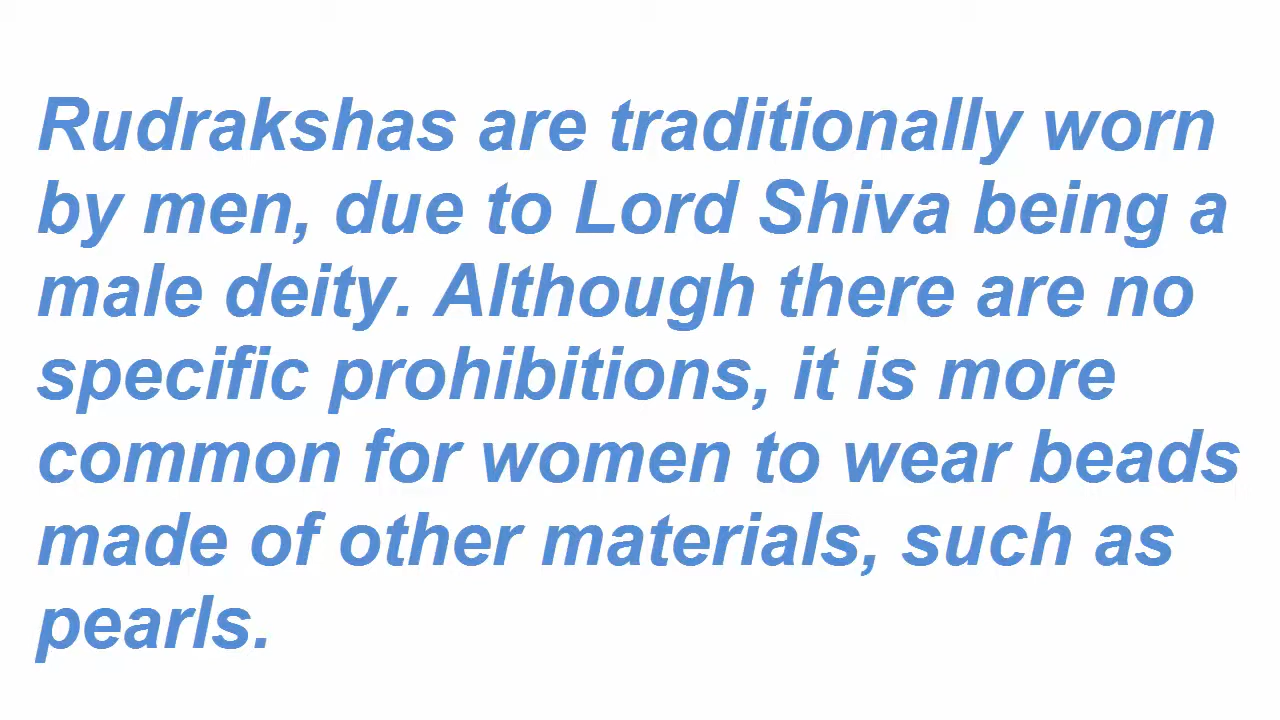 Rudrakshas are traditionally worn
by men, due to Lord Shiva being a
male deity. Although there are no
specific prohibitions, it is more
common for women to wear beads
made of other materials, such as
pearls.